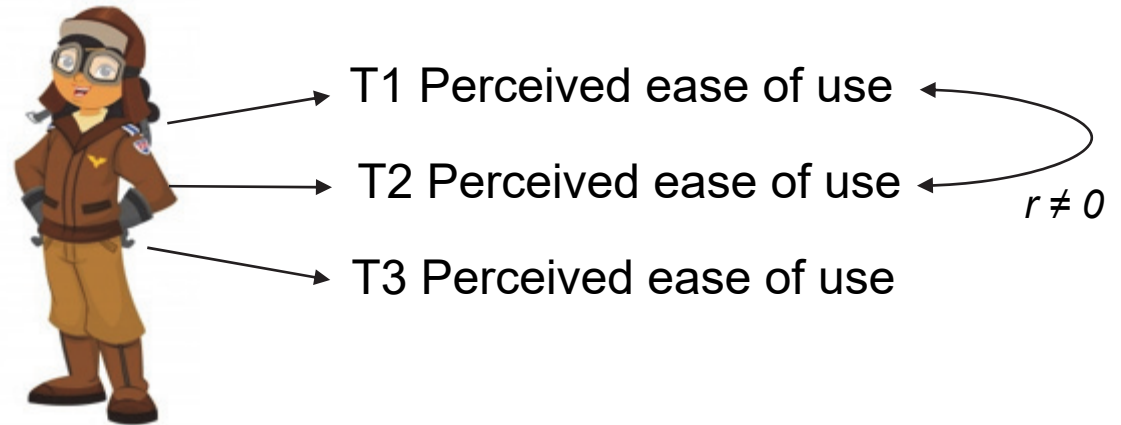 T1 Perceived ease of use
T2 Perceived ease of use
r ≠ 0
T3 Perceived ease of use